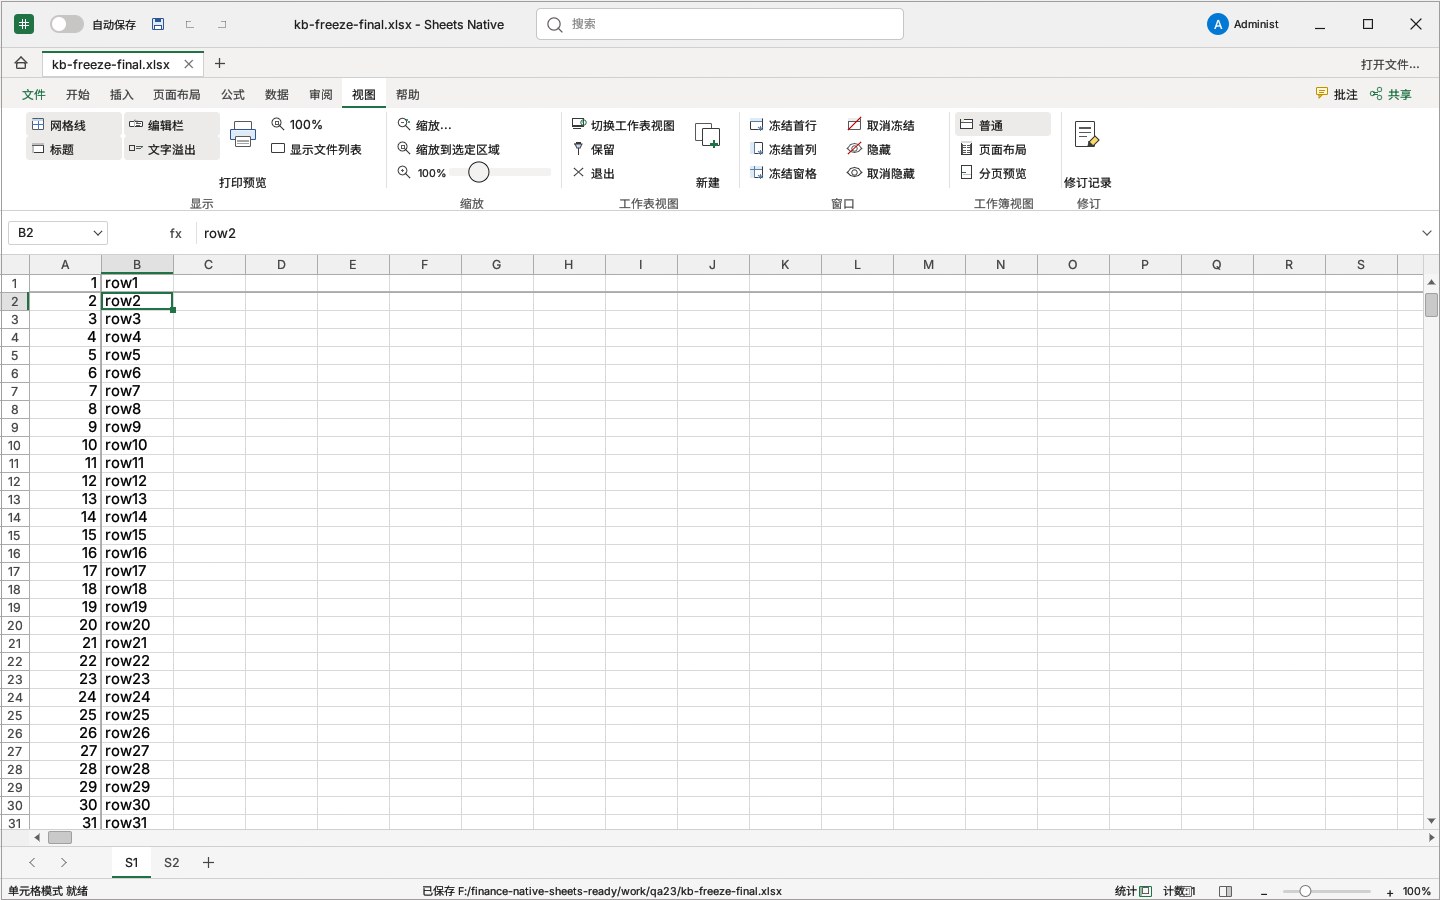 自动保存 kb-freeze-final.xlsx - Sheets Native 搜索 A Administ
kb-freeze-final.xlsx 打开文件...
文件 开始 插入 页面布局 公式 数据 审阅 视图 帮助 批注 共享
网格线 编辑栏 100% 缩放... 切换工作表视图 冻结首行 取消冻结 普通
标题 文字溢出 显示文件列表 缩放到选定区域 保留 冻结首列 隐藏 页面布局
100% 退出 冻结窗格 取消隐藏 分页预览
打印预览 新建 修订记录
显示 缩放 工作表视图 窗口 工作簿视图 修订
B2 fx row2
A B C D E F G H I J K L M N O P Q R S
1 1 row1
2 2 row2
3 3 row3
4 4 row4
5 5 row5
6 6 row6
7 7 row7
8 8 row8
9 9 row9
10 10 row10
11 11 row11
12 12 row12
13 13 row13
14 14 row14
15 15 row15
16 16 row16
17 17 row17
18 18 row18
19 19 row19
20 20 row20
21 21 row21
22 22 row22
23 23 row23
24 24 row24
25 25 row25
26 26 row26
27 27 row27
28 28 row28
29 29 row29
30 30 row30
31 31 row31
S1 S2
单元格模式 就绪 已保存 F:/finance-native-sheets-ready/work/qa23/kb-freeze-final.xlsx 统计 计数: 1 100%